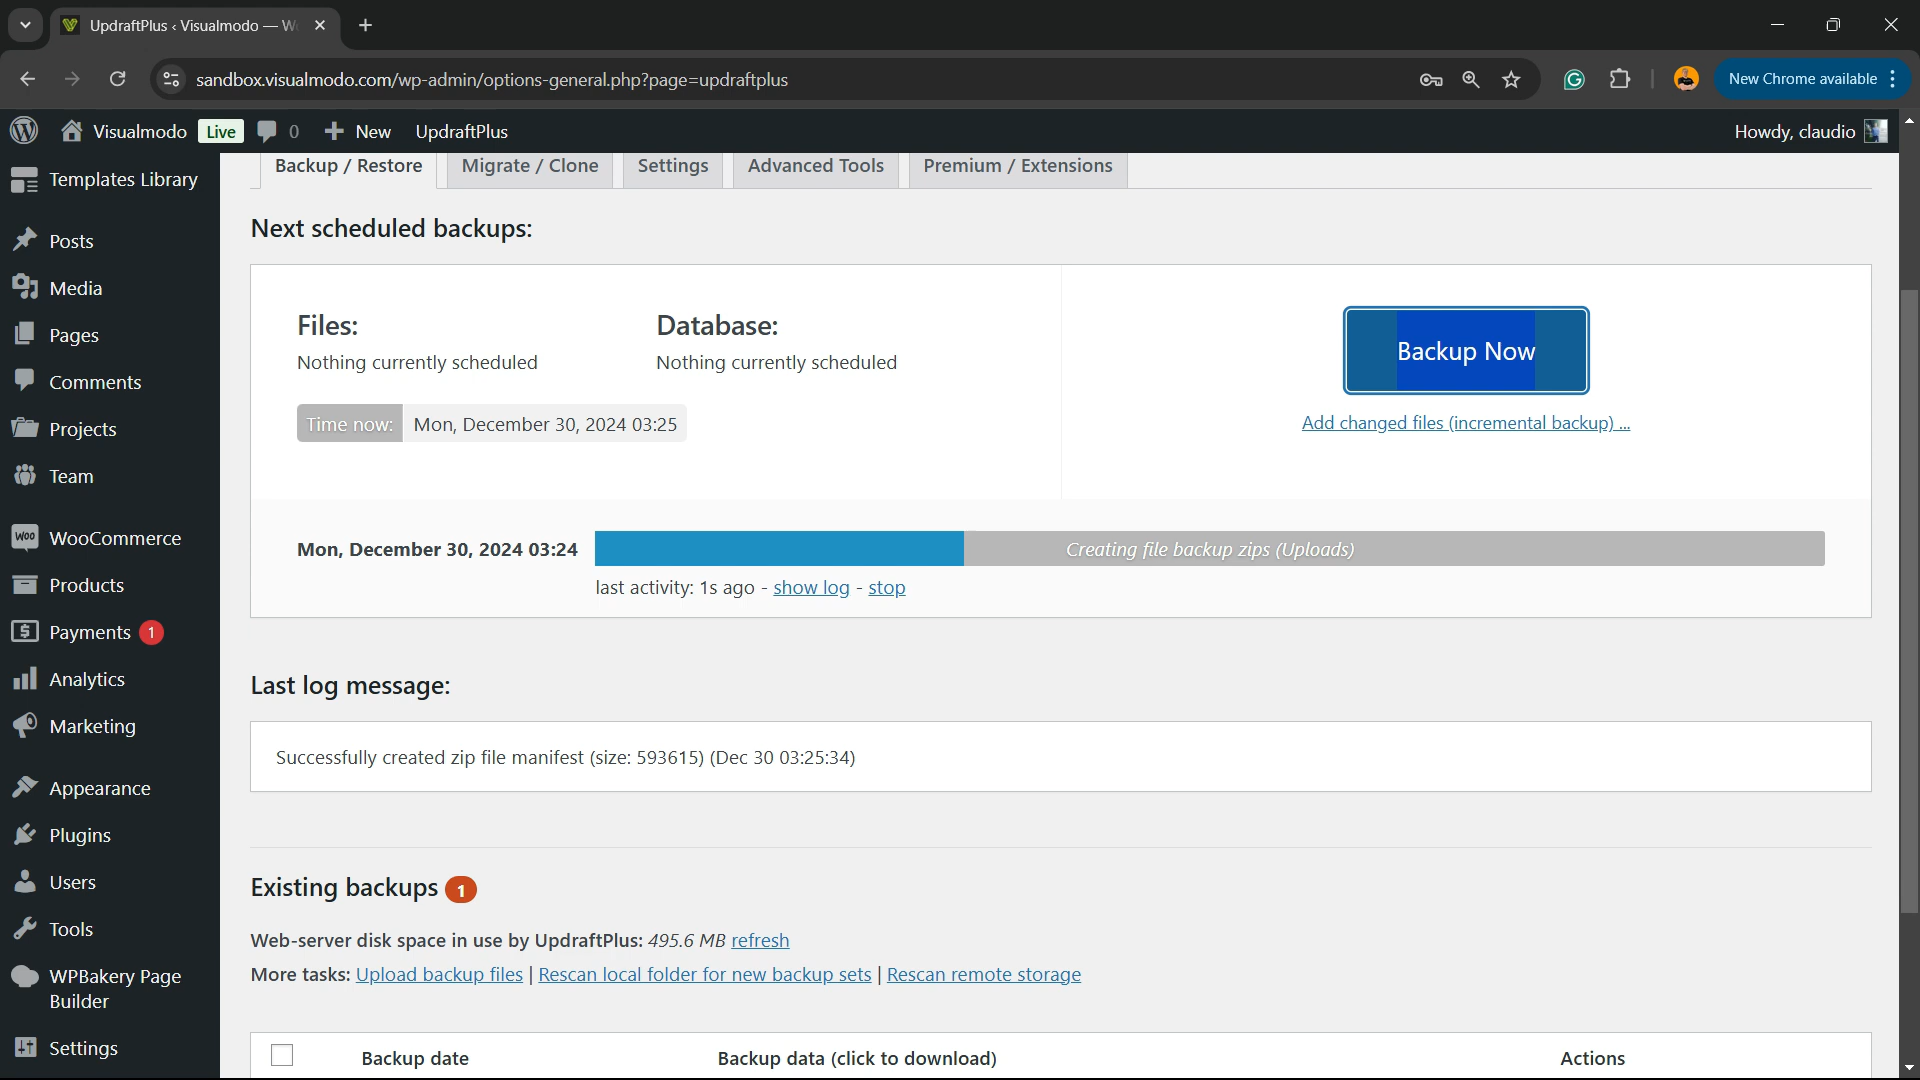 UpdraftPlus ‹ Visualmodo — W
sandbox.visualmodo.com/wp-admin/options-general.php?page=updraftplus
New Chrome available
Visualmodo Live 0 New UpdraftPlus Howdy, claudio
Templates Library
Posts
Media
Pages
Comments
Projects
Team
WOO WooCommerce
Products
Payments 1
Analytics
Marketing
Appearance
Plugins
Users
Tools
WPBakery Page
Builder
Settings
Backup / Restore Migrate / Clone Settings Advanced Tools Premium / Extensions
Next scheduled backups:
Files: Database:
Nothing currently scheduled Nothing currently scheduled
Time now: Mon, December 30, 2024 03:25
Backup Now
Add changed files (incremental backup) ...
Mon, December 30, 2024 03:24 Creating file backup zips (Uploads)
last activity: 1s ago - show log - stop
Last log message:
Successfully created zip file manifest (size: 593615) (Dec 30 03:25:34)
Existing backups 1
Web-server disk space in use by UpdraftPlus: 495.6 MB refresh
More tasks: Upload backup files | Rescan local folder for new backup sets | Rescan remote storage
Backup date Backup data (click to download) Actions